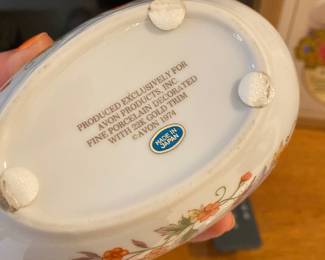 PRODUCED EXCLUSIVELY FOR
AVON PRODUCTS, INC.
FINE PORCELAIN DECORATED
WITH 22K GOLD TRIM
©AVON 1974
MADE IN
JAPAN